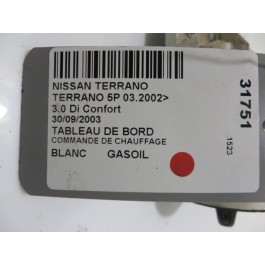 NISSAN TERRANO
TERRANO 5P 03.2002>
3.0 Di Confort
30/09/2003
TABLEAU DE BORD
COMMANDE DE CHAUFFAGE
BLANC GASOIL
31751
1523